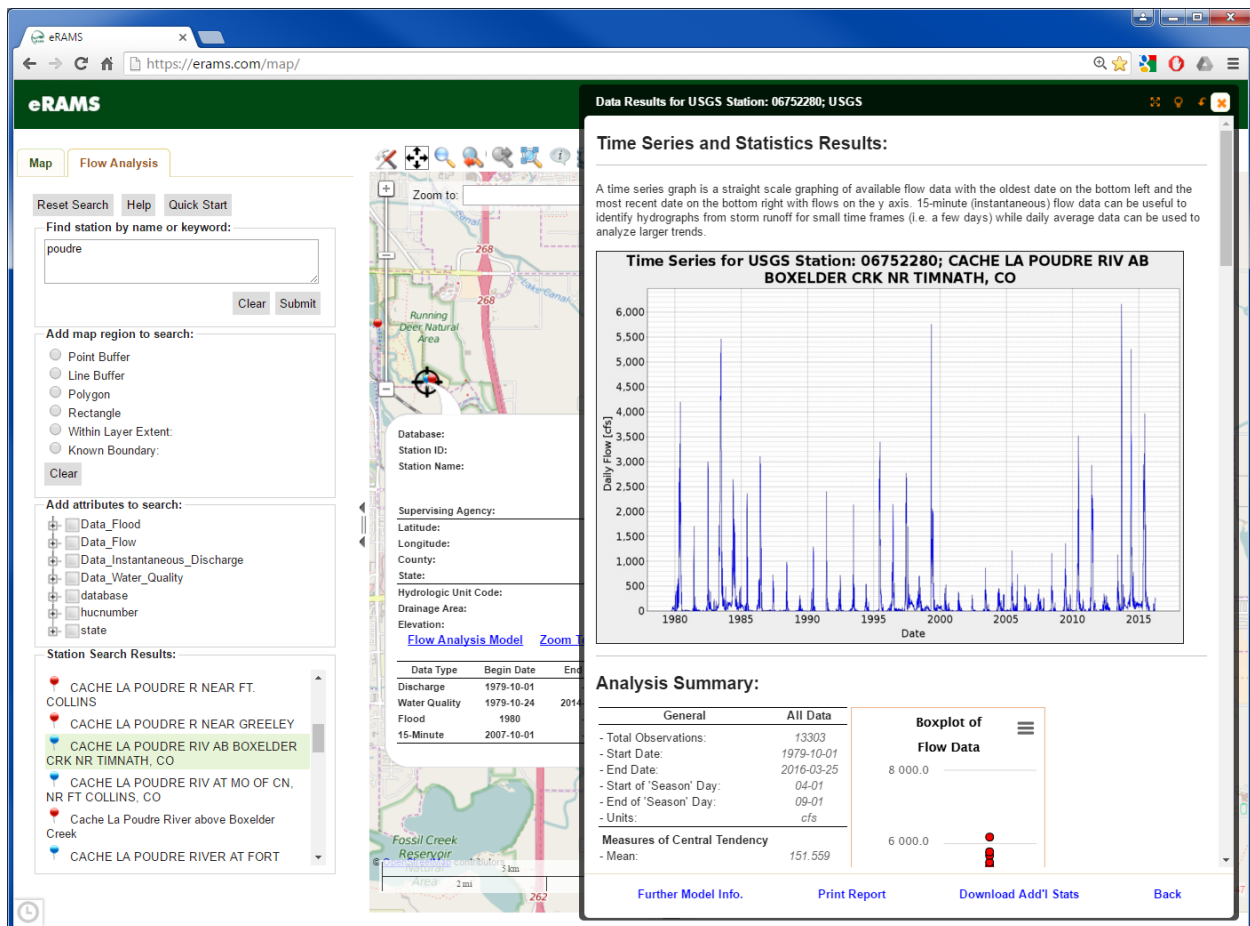 eRAMS
https://erams.com/map/
eRAMS
Map
Flow Analysis
Reset Search
Help
Quick Start
Find station by name or keyword:
poudre
Clear
Submit
Add map region to search:
Point Buffer
Line Buffer
Polygon
Rectangle
Within Layer Extent:
Known Boundary:
Clear
Add attributes to search:
Data_Flood
Data_Flow
Data_Instantaneous_Discharge
Data_Water_Quality
database
hucnumber
state
Station Search Results:
CACHE LA POUDRE R NEAR FT.
COLLINS
CACHE LA POUDRE R NEAR GREELEY
CACHE LA POUDRE RIV AB BOXELDER
CRK NR TIMNATH, CO
CACHE LA POUDRE RIV AT MO OF CN,
NR FT COLLINS, CO
Cache La Poudre River above Boxelder
Creek
CACHE LA POUDRE RIVER AT FORT
Zoom to:
Canal
268
Lake Canal
268
Running
Deer Natural
Area
Database:
Station ID:
Station Name:
Supervising Agency:
Latitude:
Longitude:
County:
State:
Hydrologic Unit Code:
Drainage Area:
Elevation:
Flow Analysis Model Zoom T
Data Type Begin Date End
Discharge 1979-10-01
Water Quality 1979-10-24 2014-
Flood 1980
15-Minute 2007-10-01
Fossil Creek
Reservoir
Natural
Area
© OpenStreetMap contributors
5 km
2 mi
262
Data Results for USGS Station: 06752280; USGS
Time Series and Statistics Results:
A time series graph is a straight scale graphing of available flow data with the oldest date on the bottom left and the
most recent date on the bottom right with flows on the y axis. 15-minute (instantaneous) flow data can be useful to
identify hydrographs from storm runoff for small time frames (i.e. a few days) while daily average data can be used to
analyze larger trends.
Time Series for USGS Station: 06752280; CACHE LA POUDRE RIV AB
BOXELDER CRK NR TIMNATH, CO
Daily Flow [cfs]
6,000
5,500
5,000
4,500
4,000
3,500
3,000
2,500
2,000
1,500
1,000
500
0
1980 1985 1990 1995 2000 2005 2010 2015
Date
Analysis Summary:
General All Data
- Total Observations: 13303
- Start Date: 1979-10-01
- End Date: 2016-03-25
- Start of 'Season' Day: 04-01
- End of 'Season' Day: 09-01
- Units: cfs
Measures of Central Tendency
- Mean: 151.559
Boxplot of
Flow Data
8 000.0
6 000.0
Further Model Info.
Print Report
Download Add'l Stats
Back